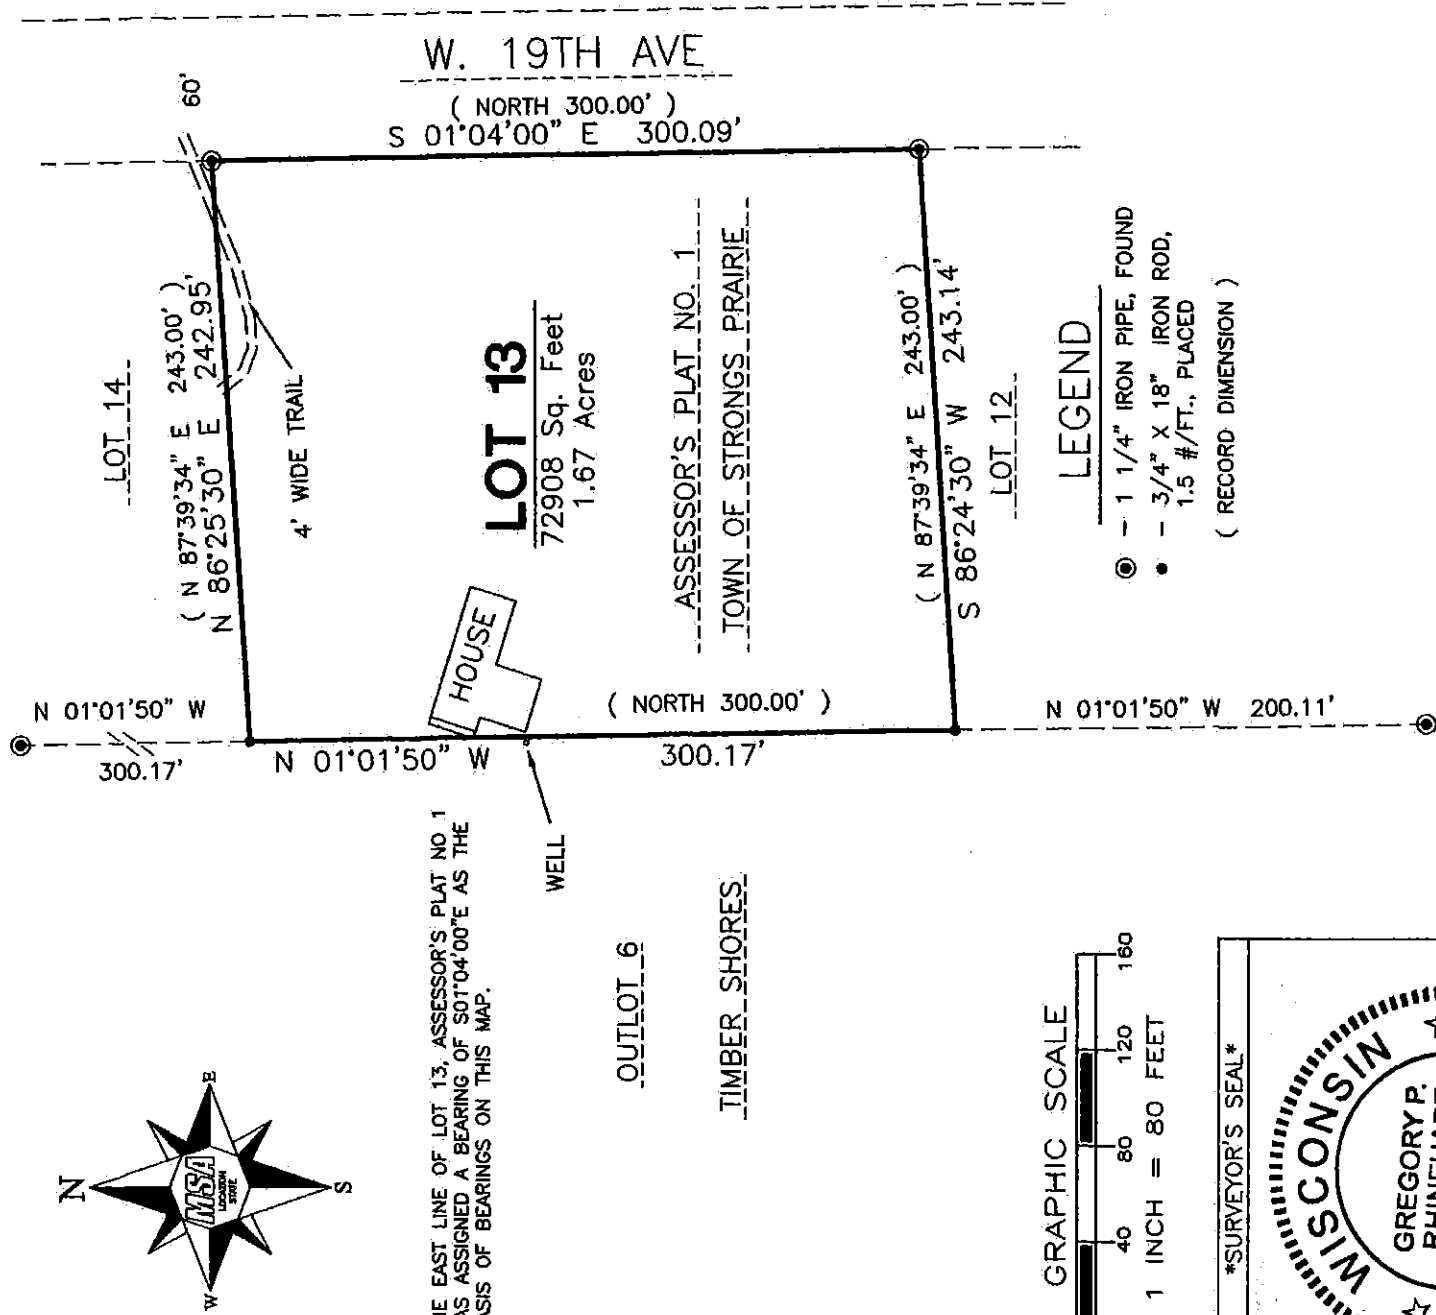 W. 19TH AVE
60'
( NORTH 300.00' )
S 01°04'00" E 300.09'
LOT 14
( N 87°39'34" E 243.00' )
N 86°25'30" E 242.95'
4' WIDE TRAIL
LOT 13
72908 Sq. Feet
1.67 Acres
ASSESSOR'S PLAT NO. 1
TOWN OF STRONGS PRAIRIE
( N 87°39'34" E 243.00' )
S 86°24'30" W 243.14'
LOT 12
LEGEND
- 1 1/4" IRON PIPE, FOUND
- 3/4" X 18" IRON ROD,
1.5 #/FT., PLACED
( RECORD DIMENSION )
HOUSE
N 01°01'50" W
300.17'
N 01°01'50" W 300.17'
( NORTH 300.00' )
N 01°01'50" W 200.11'
WELL
EAST LINE OF LOT 13, ASSESSOR'S PLAT NO 1
ASSIGNED A BEARING OF S01°04'00"E AS THE
OF BEARINGS ON THIS MAP.
OUTLOT 6
TIMBER SHORES
N
E
S
W
MSA
LOCATION
STATE
GRAPHIC SCALE
40 80 120 160
1 INCH = 80 FEET
*SURVEYOR'S SEAL*
WISCONSIN
GREGORY P.